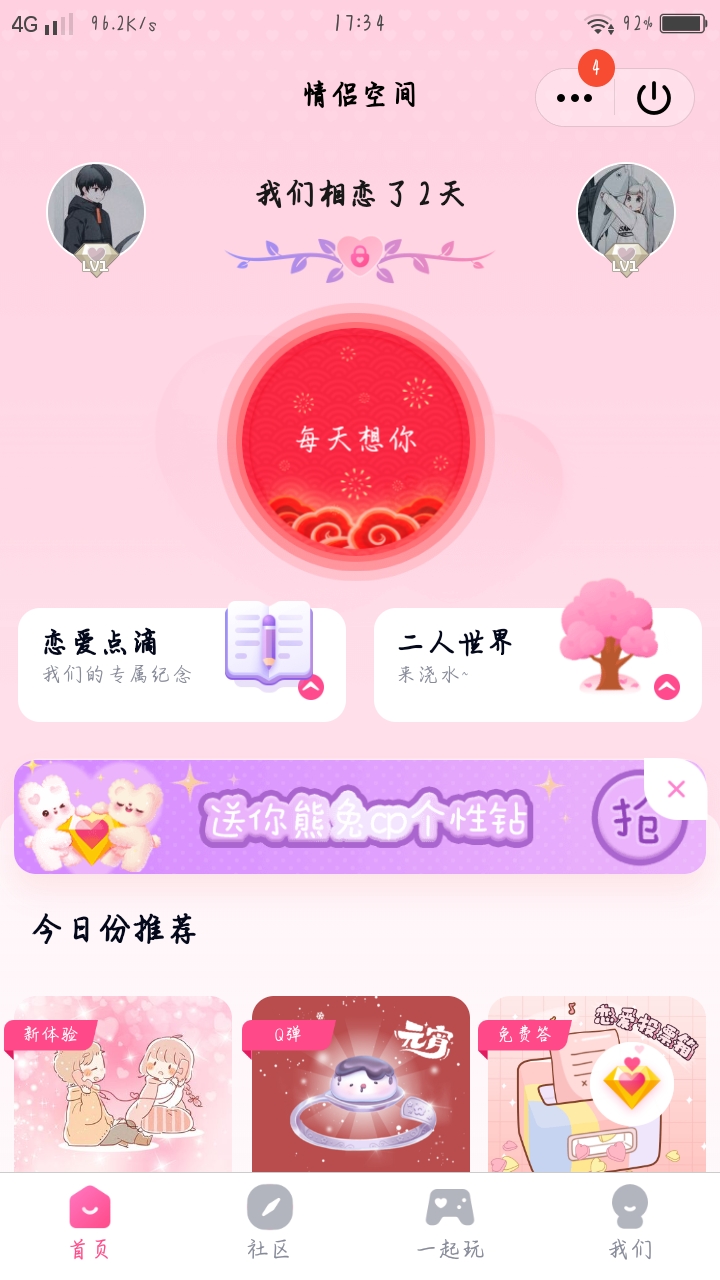 4G 96.2K/s 17:34 92%
4
情侣空间
我们相恋了2天
LV1 LV1
每天想你
恋爱点滴 二人世界
我们的专属纪念 来浇水~
送你熊兔cp个性钻 抢
今日份推荐
新体验 Q弹 元宵 免费答 恋爱投票箱
首页 社区 一起玩 我们